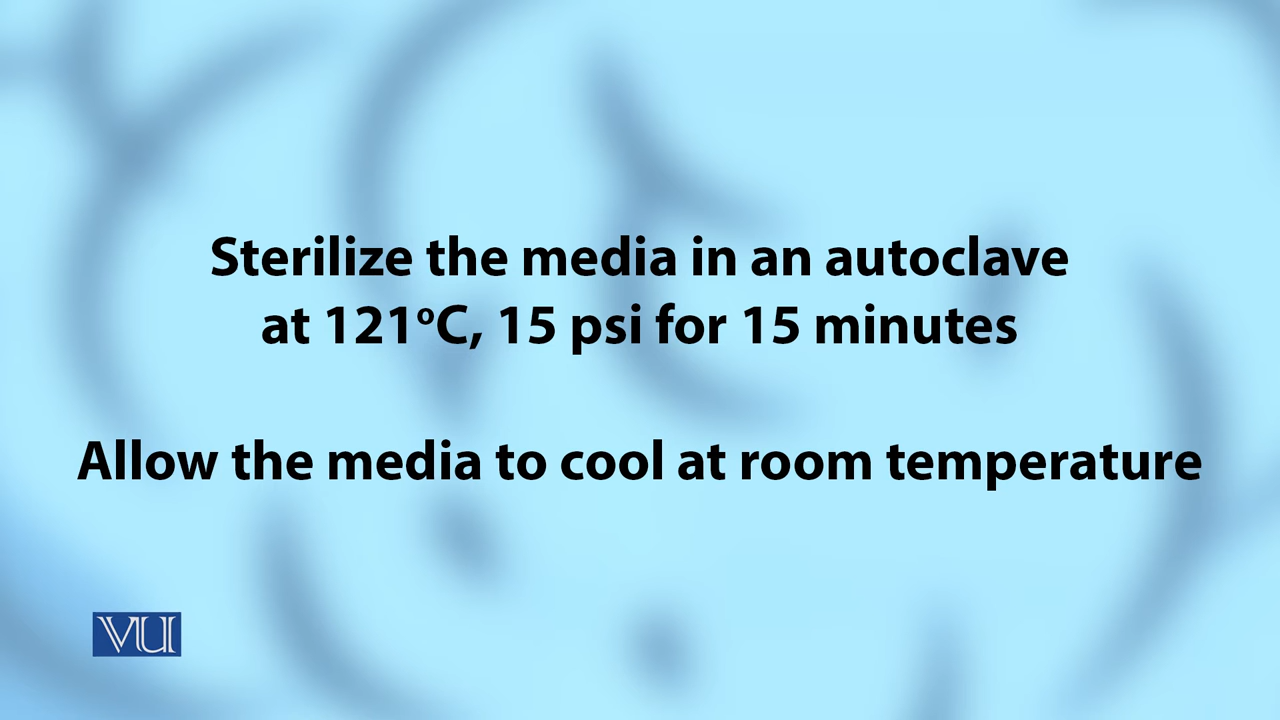 Sterilize the media in an autoclave
at 121ºC, 15 psi for 15 minutes
Allow the media to cool at room temperature
VU